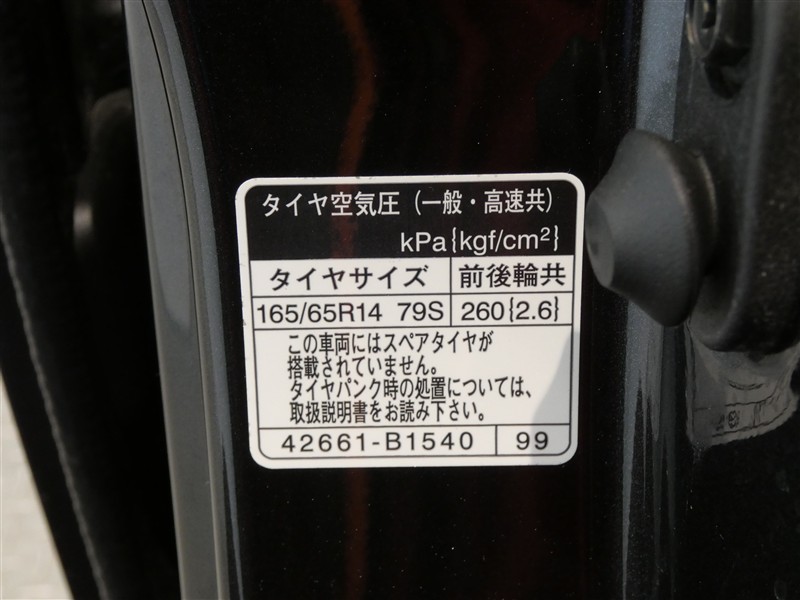 タイヤ空気圧（一般・高速共）
kPa{kgf/cm²}
タイヤサイズ 前後輪共
165/65R14 79S 260{2.6}
この車両にはスペアタイヤが
搭載されていません。
タイヤパンク時の処置については、
取扱説明書をお読み下さい。
42661-B1540 99